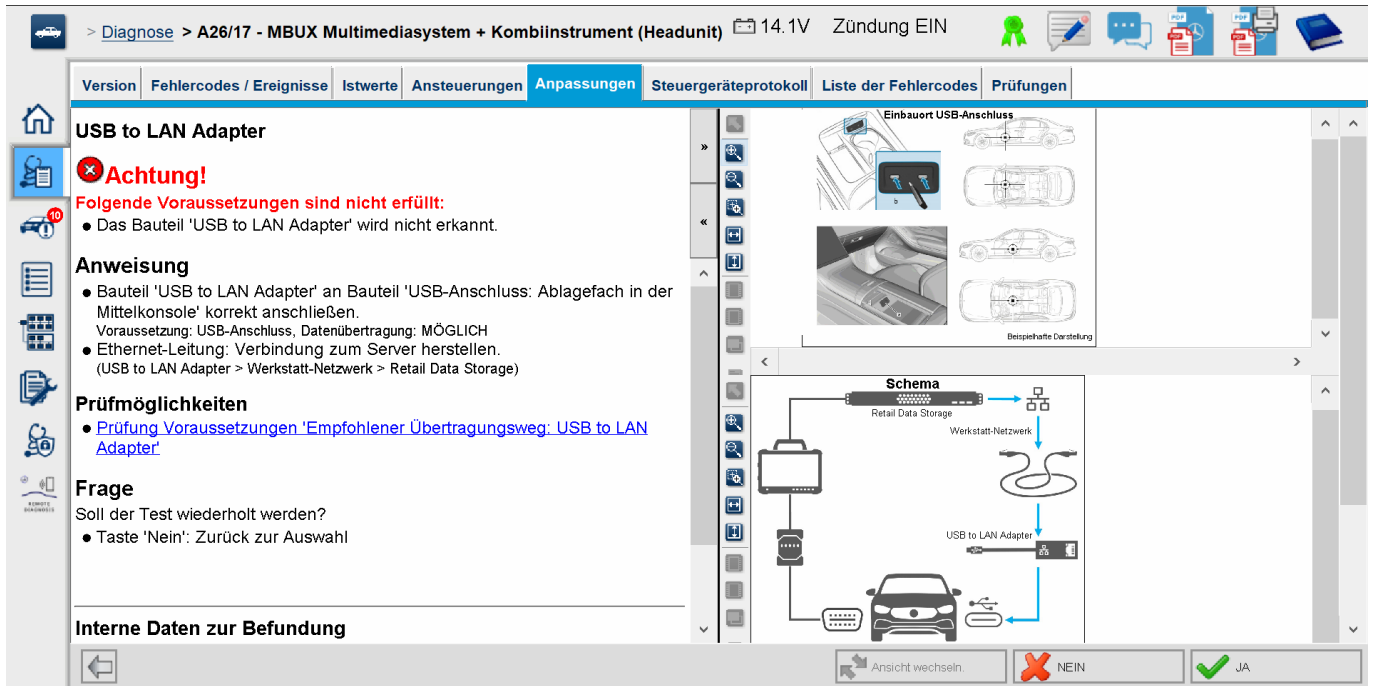 > Diagnose > A26/17 - MBUX Multimediasystem + Kombiinstrument (Headunit) 14.1V Zündung EIN
Version Fehlercodes / Ereignisse Istwerte Ansteuerungen Anpassungen Steuergeräteprotokoll Liste der Fehlercodes Prüfungen
USB to LAN Adapter
Achtung!
Folgende Voraussetzungen sind nicht erfüllt:
● Das Bauteil 'USB to LAN Adapter' wird nicht erkannt.
Anweisung
● Bauteil 'USB to LAN Adapter' an Bauteil 'USB-Anschluss: Ablagefach in der
Mittelkonsole' korrekt anschließen.
Voraussetzung: USB-Anschluss, Datenübertragung: MÖGLICH
● Ethernet-Leitung: Verbindung zum Server herstellen.
(USB to LAN Adapter > Werkstatt-Netzwerk > Retail Data Storage)
Prüfmöglichkeiten
● Prüfung Voraussetzungen 'Empfohlener Übertragungsweg: USB to LAN
Adapter'
Frage
Soll der Test wiederholt werden?
● Taste 'Nein': Zurück zur Auswahl
Interne Daten zur Befundung
10
REMOTE
DIAGNOSIS
»
«
Einbauort USB-Anschluss
Beispielhafte Darstellung
Schema
Retail Data Storage
Werkstatt-Netzwerk
USB to LAN Adapter
PDF
PDF
Ansicht wechseln.
NEIN
JA